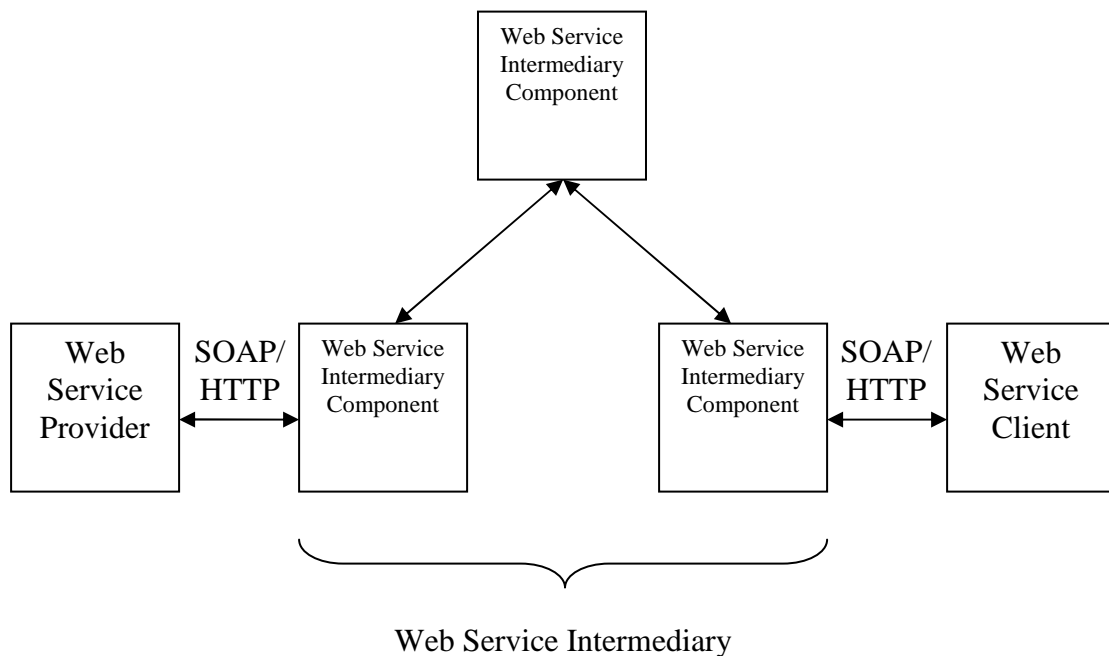 Web Service
Intermediary
Component
Web
Service
Provider
SOAP/
HTTP
Web Service
Intermediary
Component
Web Service
Intermediary
Component
SOAP/
HTTP
Web
Service
Client
Web Service Intermediary